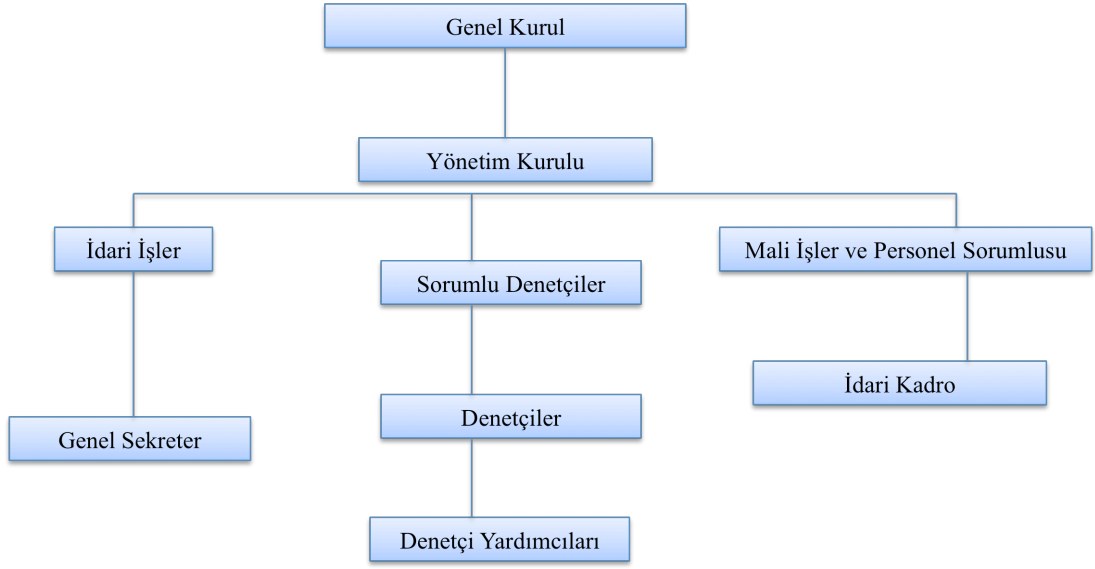 Genel Kurul
Yönetim Kurulu
İdari İşler
Mali İşler ve Personel Sorumlusu
Sorumlu Denetçiler
İdari Kadro
Denetçiler
Genel Sekreter
Denetçi Yardımcıları